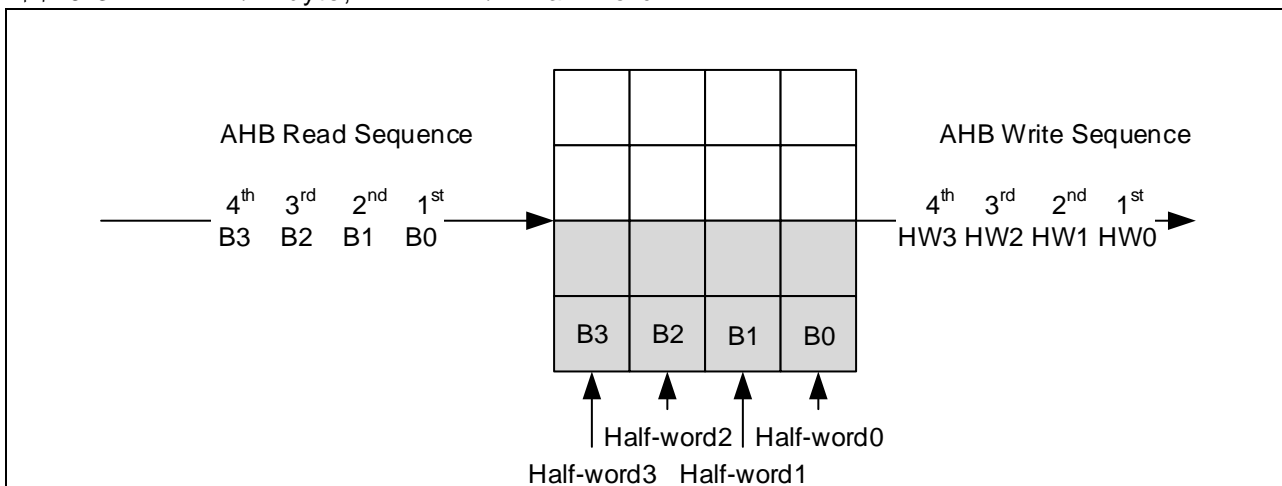 AHB Read Sequence
AHB Write Sequence
4th 3rd 2nd 1st
B3 B2 B1 B0
4th 3rd 2nd 1st
HW3 HW2 HW1 HW0
B3 B2 B1 B0
Half-word2 Half-word0
Half-word3 Half-word1